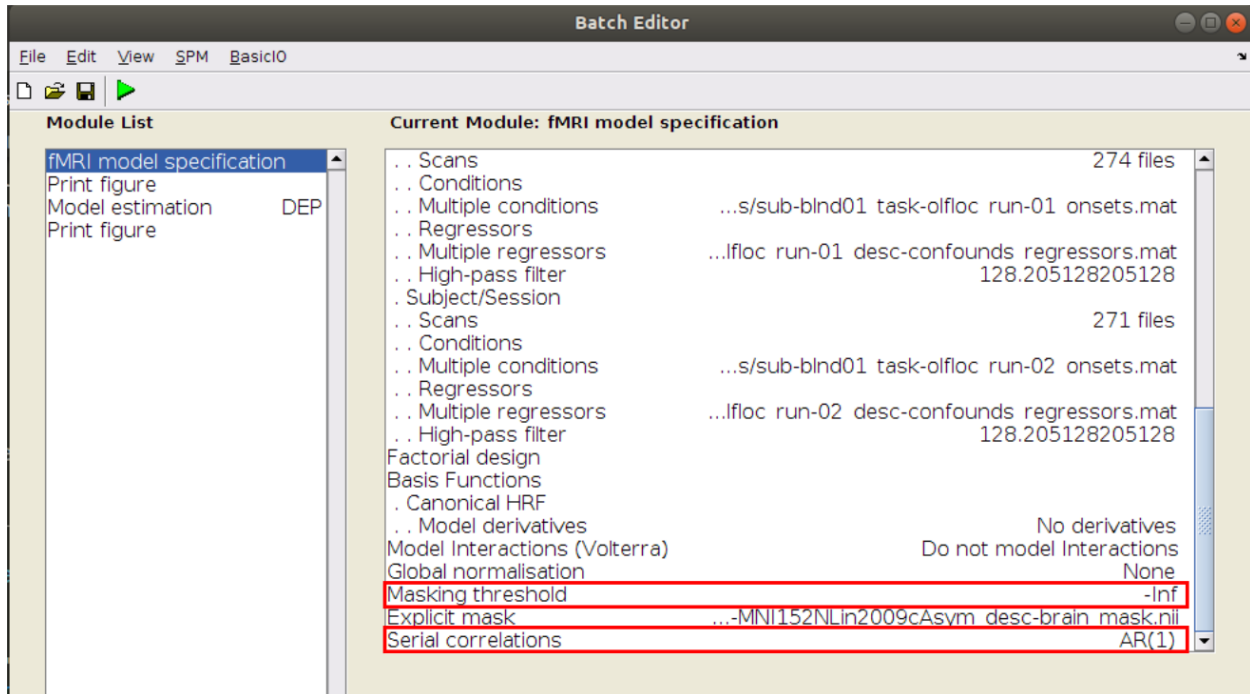 Batch Editor
File Edit View SPM BasicIO
Module List
Current Module: fMRI model specification
fMRI model specification
Print figure
Model estimation DEP
Print figure
. . Scans 274 files
. . Conditions
. . Multiple conditions ...s/sub-blnd01 task-olfloc run-01 onsets.mat
. . Regressors
. . Multiple regressors ...lfloc run-01 desc-confounds regressors.mat
. . High-pass filter 128.205128205128
. Subject/Session
. . Scans 271 files
. . Conditions
. . Multiple conditions ...s/sub-blnd01 task-olfloc run-02 onsets.mat
. . Regressors
. . Multiple regressors ...lfloc run-02 desc-confounds regressors.mat
. . High-pass filter 128.205128205128
Factorial design
Basis Functions
. Canonical HRF
. . Model derivatives No derivatives
Model Interactions (Volterra) Do not model Interactions
Global normalisation None
Masking threshold -Inf
Explicit mask ...-MNI152NLin2009cAsym desc-brain mask.nii
Serial correlations AR(1)